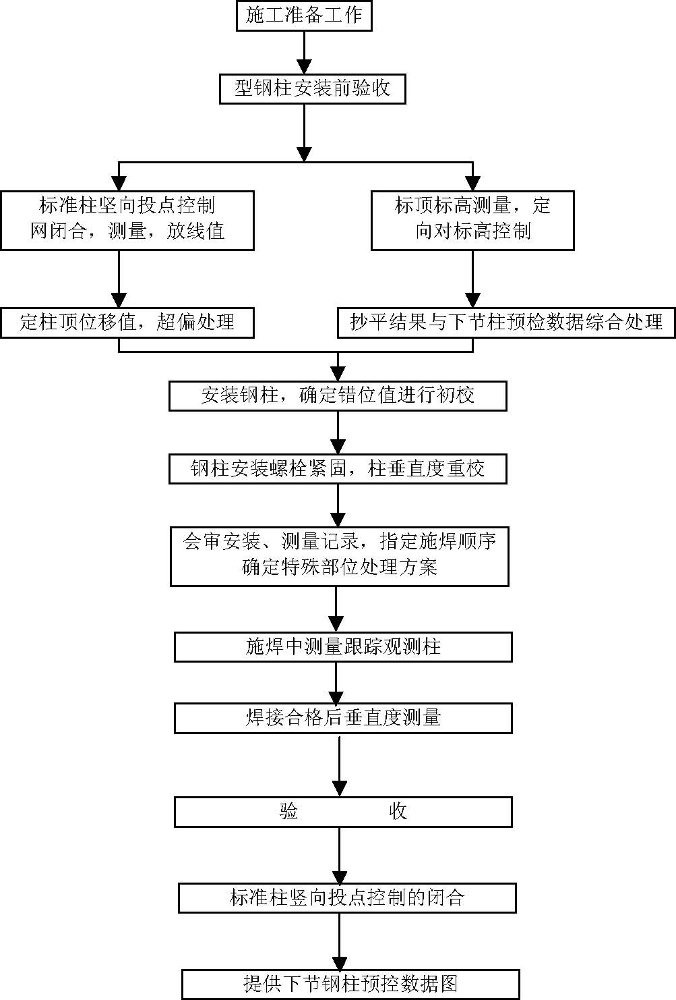 施工准备工作
型钢柱安装前验收
标准柱竖向投点控制
网闭合，测量，放线值
标顶标高测量，定
向对标高控制
定柱顶位移值，超偏处理
抄平结果与下节柱预检数据综合处理
安装钢柱，确定错位值进行初校
钢柱安装螺栓紧固，柱垂直度重校
会审安装、测量记录，指定施焊顺序
确定特殊部位处理方案
施焊中测量跟踪观测柱
焊接合格后垂直度测量
验 收
标准柱竖向投点控制的闭合
提供下节钢柱预控数据图